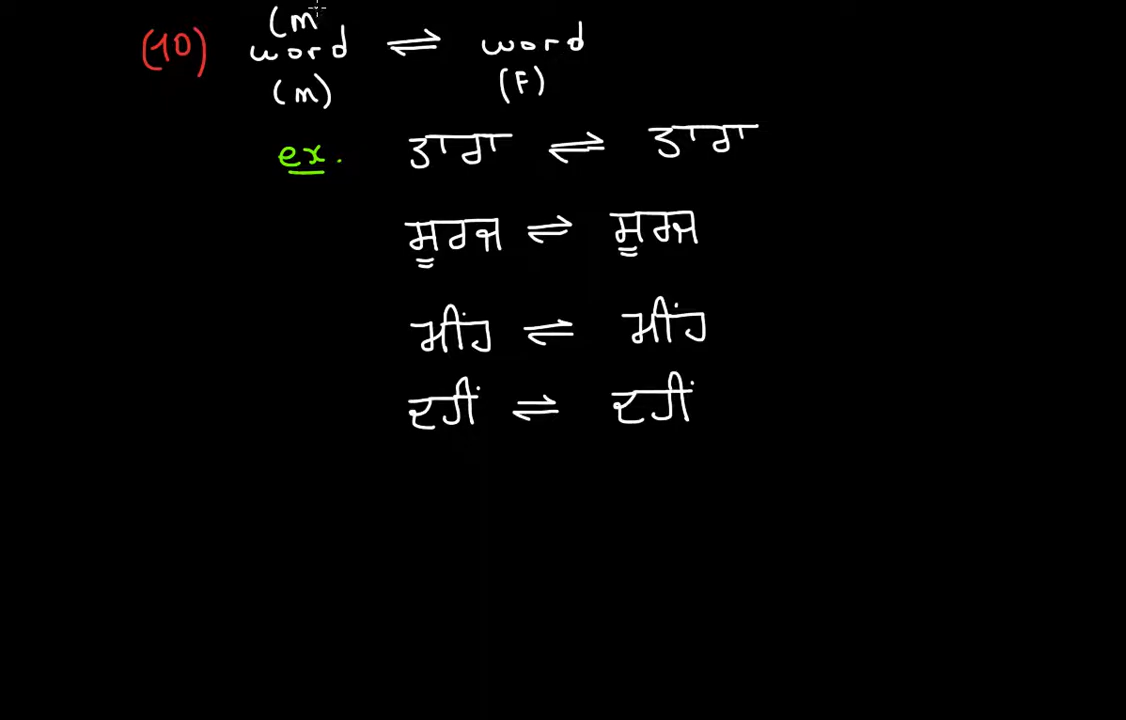 (m
(10) word ⇌ word
(m) (F)
ex. ਤਾਰਾ ⇌ ਤਾਰਾ
ਸੂਰਜ ⇌ ਸੂਰਜ
ਮੀਂਹ ⇌ ਮੀਂਹ
ਦਹੀਂ ⇌ ਦਹੀਂ